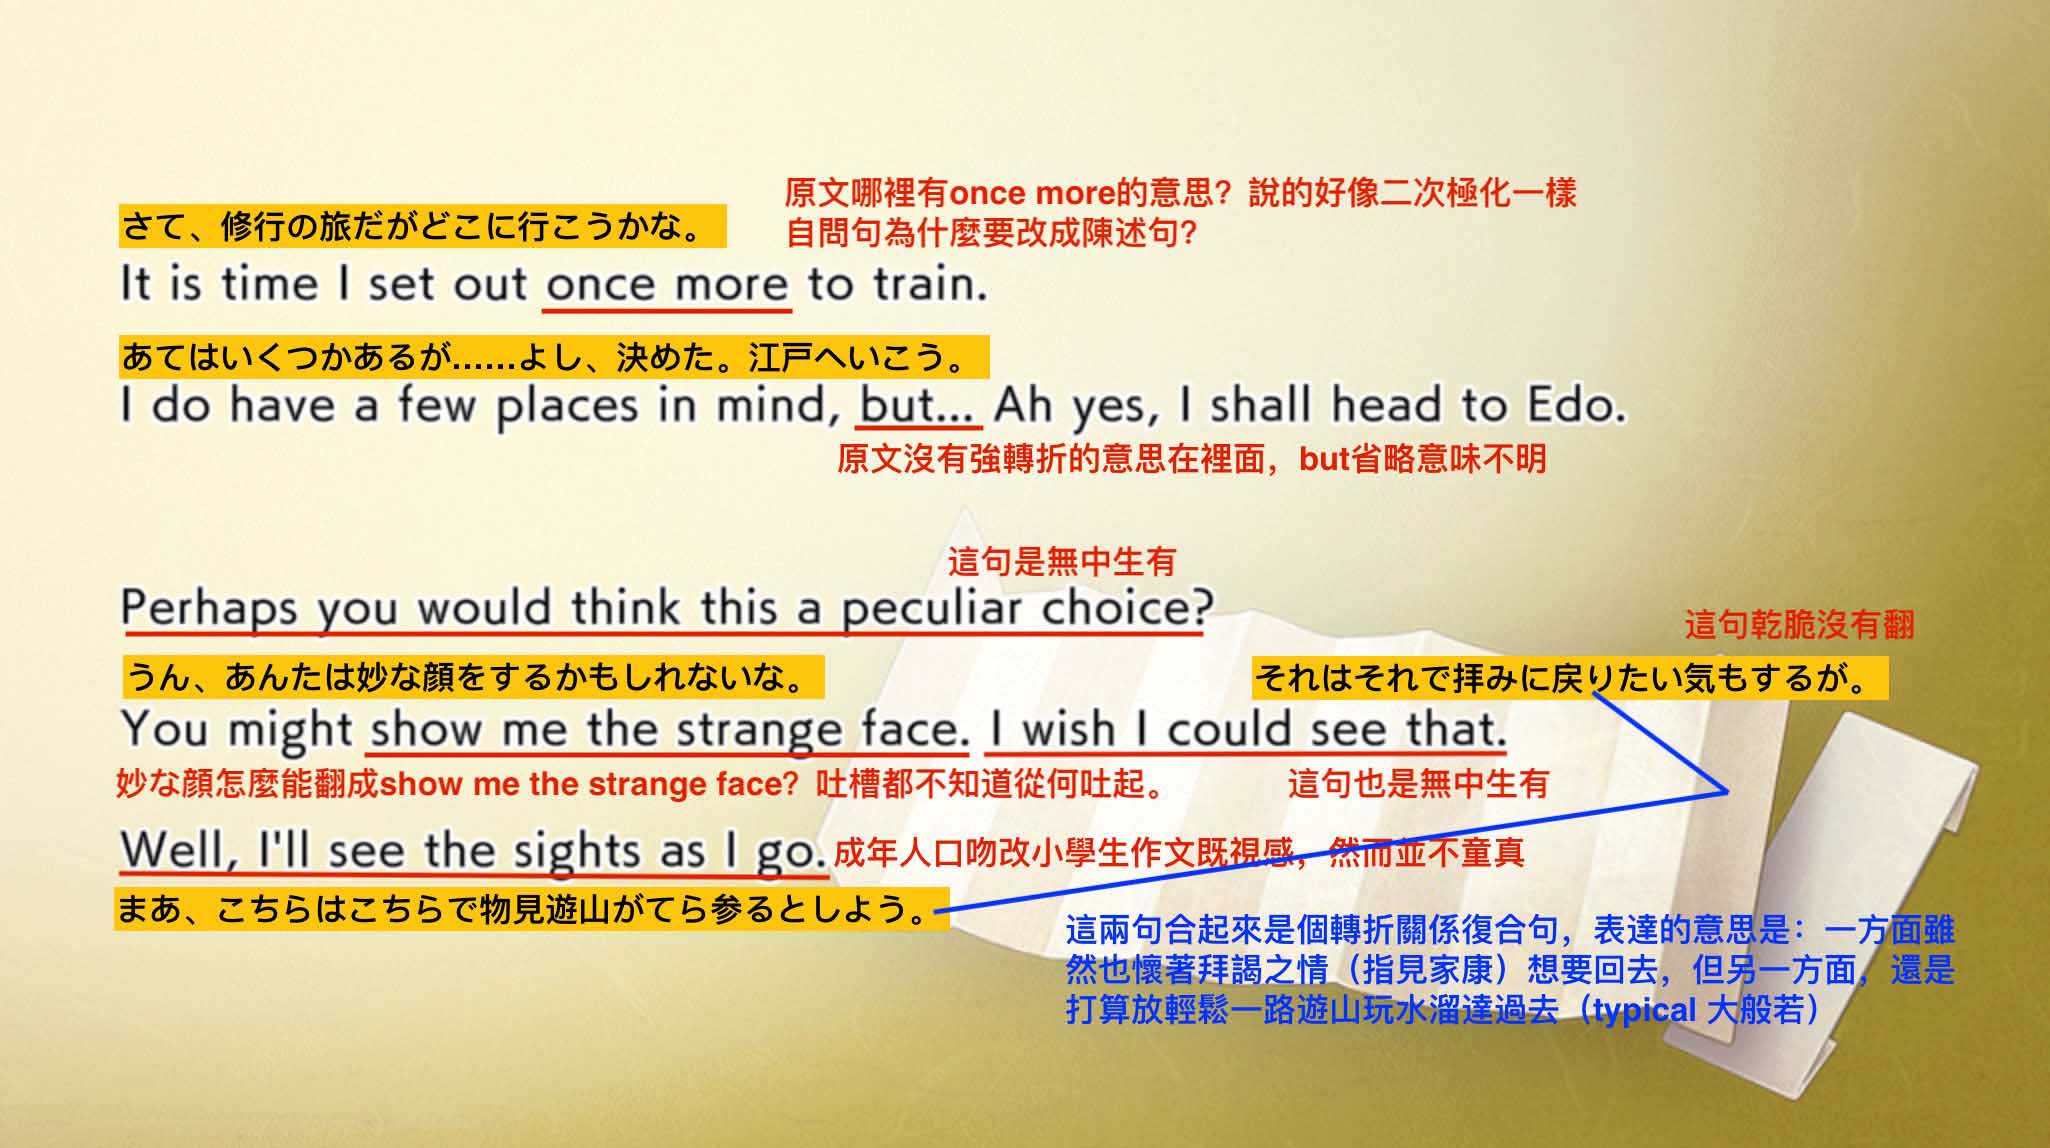 原文哪裡有once more的意思？說的好像二次極化一樣
さて、修行の旅だがどこに行こうかな。
自問句為什麼要改成陳述句？
It is time I set out once more to train.
あてはいくつかあるが……よし、決めた。江戸へいこう。
I do have a few places in mind, but... Ah yes, I shall head to Edo.
原文沒有強轉折的意思在裡面，but省略意味不明
這句是無中生有
Perhaps you would think this a peculiar choice?
這句乾脆沒有翻
うん、あんたは妙な顔をするかもしれないな。
それはそれで拝みに戻りたい気もするが。
You might show me the strange face. I wish I could see that.
妙な顔怎麼能翻成show me the strange face？吐槽都不知道從何吐起。
這句也是無中生有
Well, I'll see the sights as I go.
成年人口吻改小學生作文既視感，然而並不童真
まあ、こちらはこちらで物見遊山がてら参るとしよう。
這兩句合起來是個轉折關係復合句，表達的意思是：一方面雖
然也懷著拜謁之情（指見家康）想要回去，但另一方面，還是
打算放輕鬆一路遊山玩水溜達過去（typical 大般若）